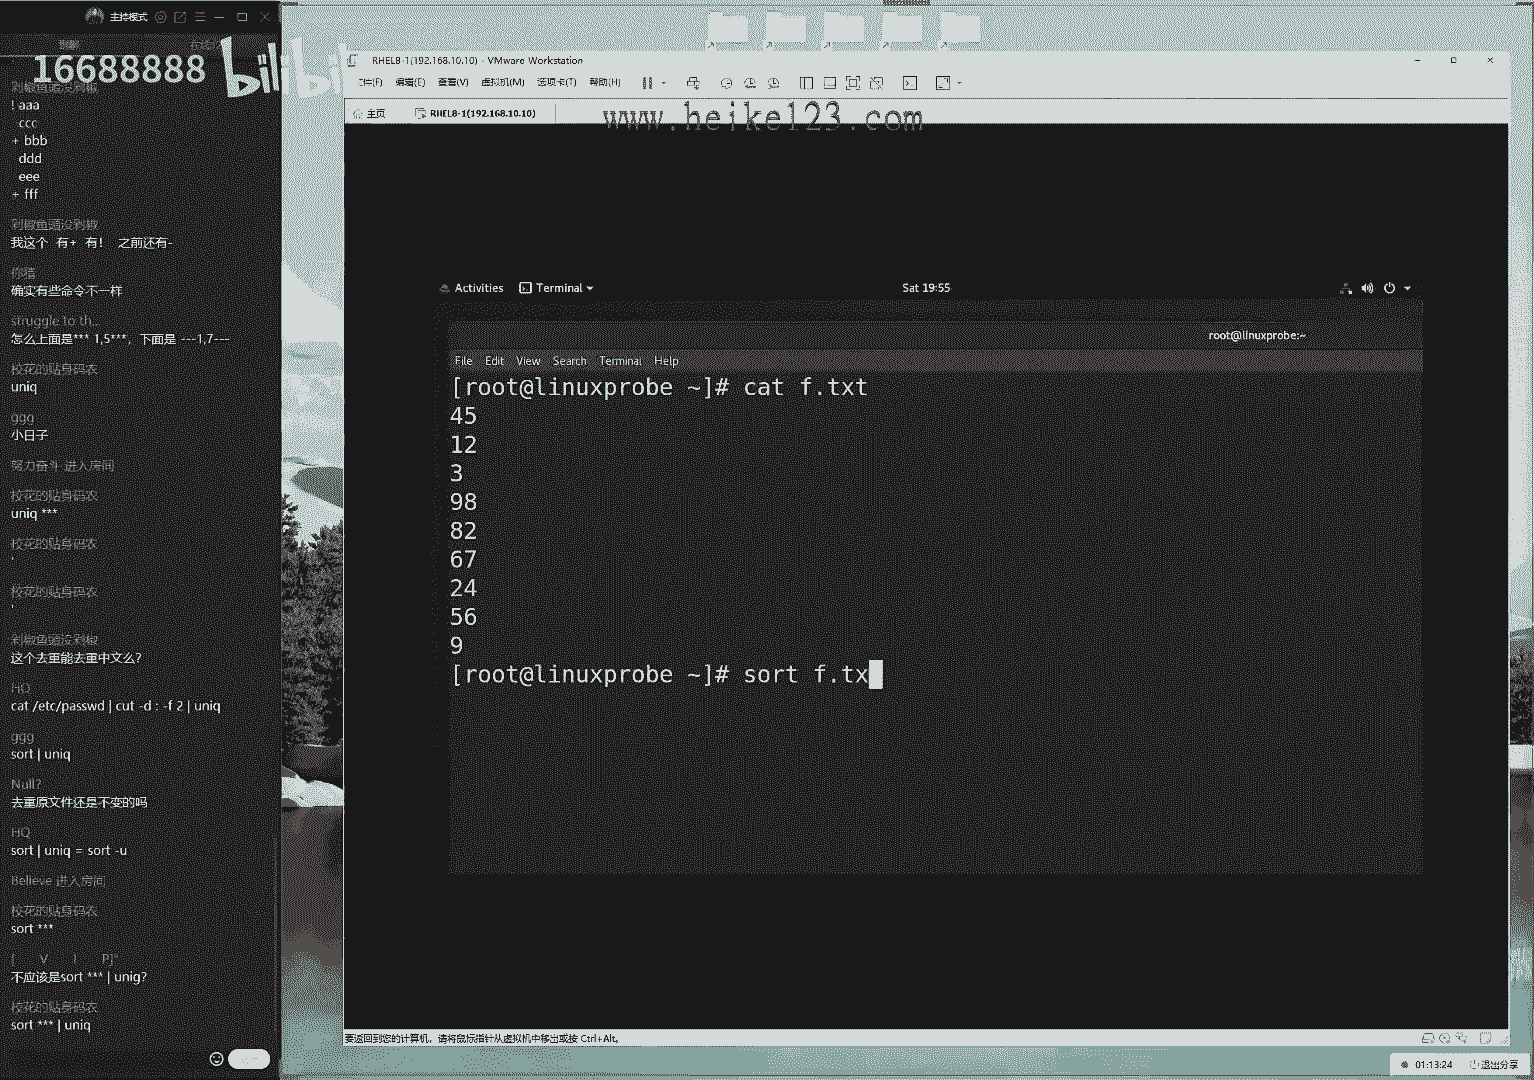 主持模式
16688888
bilibi
剁椒鱼头没剁椒
! aaa
ccc
+ bbb
ddd
eee
+ fff
剁椒鱼头没剁椒
我这个 有+ 有! 之前还有-
你猜
确实有些命令不一样
struggle to th...
怎么上面是*** 1,5***，下面是 ---1,7---
校花的贴身码农
uniq
ggg
小日子
努力奋斗 进入房间
校花的贴身码农
uniq ***
校花的贴身码农
'
校花的贴身码农
'
剁椒鱼头没剁椒
这个去重能去重中文么?
HQ
cat /etc/passwd | cut -d : -f 2 | uniq
ggg
sort | uniq
Null?
去重原文件还是不变的吗
HQ
sort | uniq = sort -u
Believe 进入房间
校花的贴身码农
sort ***
[ V } P]°
不应该是sort *** | uniq?
校花的贴身码农
sort *** | uniq
RHEL8-1(192.168.10.10) - VMware Workstation
文件(F) 编辑(E) 查看(V) 虚拟机(M) 选项卡(T) 帮助(H)
主页 RHEL8-1(192.168.10.10)
www.heike123.com
Activities Terminal Sat 19:55
root@linuxprobe:~
File Edit View Search Terminal Help
[root@linuxprobe ~]# cat f.txt
45
12
3
98
82
67
24
56
9
[root@linuxprobe ~]# sort f.tx
要返回到您的计算机，请将鼠标指针从虚拟机中移出或按 Ctrl+Alt。
01:13:24 退出分享